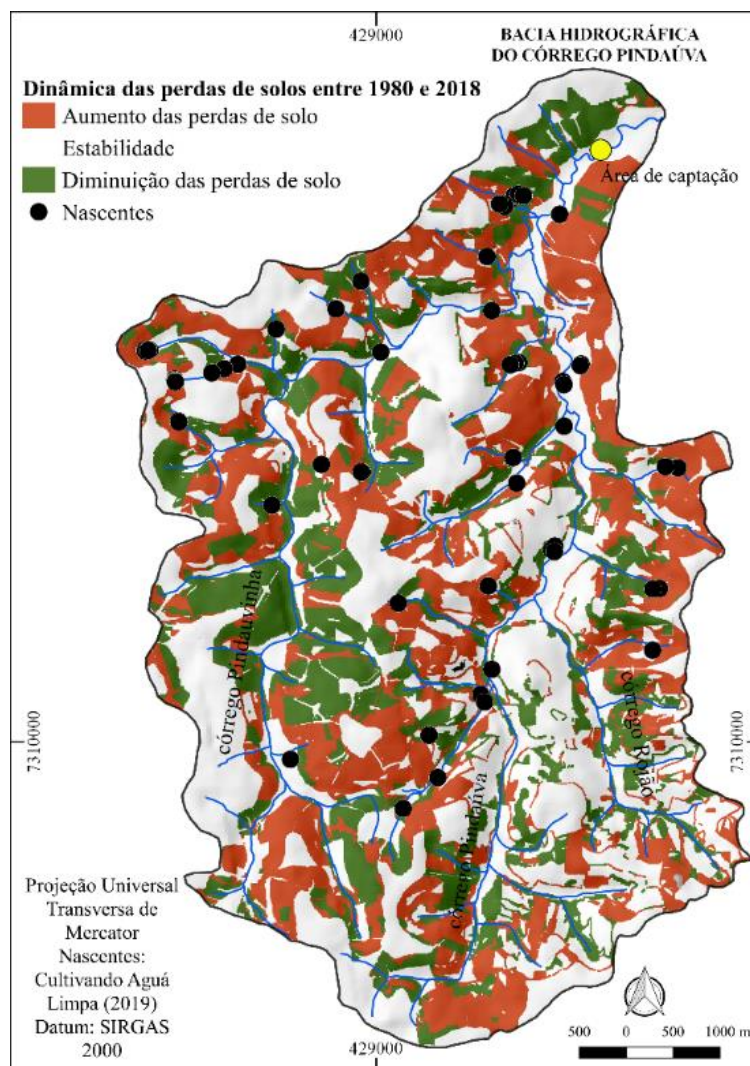 429000
BACIA HIDROGRÁFICA
DO CÓRREGO PINDAÚVA
Dinâmica das perdas de solos entre 1980 e 2018
Aumento das perdas de solo
Estabilidade
Diminuição das perdas de solo
Nascentes
Área de captação
córrego Pindauvinha
córrego Pindaúva
córrego Rojão
7310000
7310000
Projeção Universal
Transversa de
Mercator
Nascentes:
Cultivando Aguá
Limpa (2019)
Datum: SIRGAS
2000
429000
500 0 500 1000 m